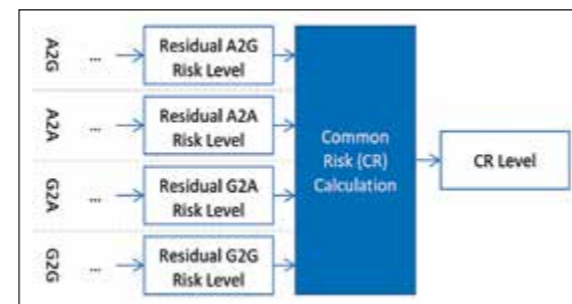 A2G ... Residual A2G
Risk Level
A2A ... Residual A2A
Risk Level
Common
Risk (CR)
Calculation
CR Level
G2A ... Residual G2A
Risk Level
G2G ... Residual G2G
Risk Level